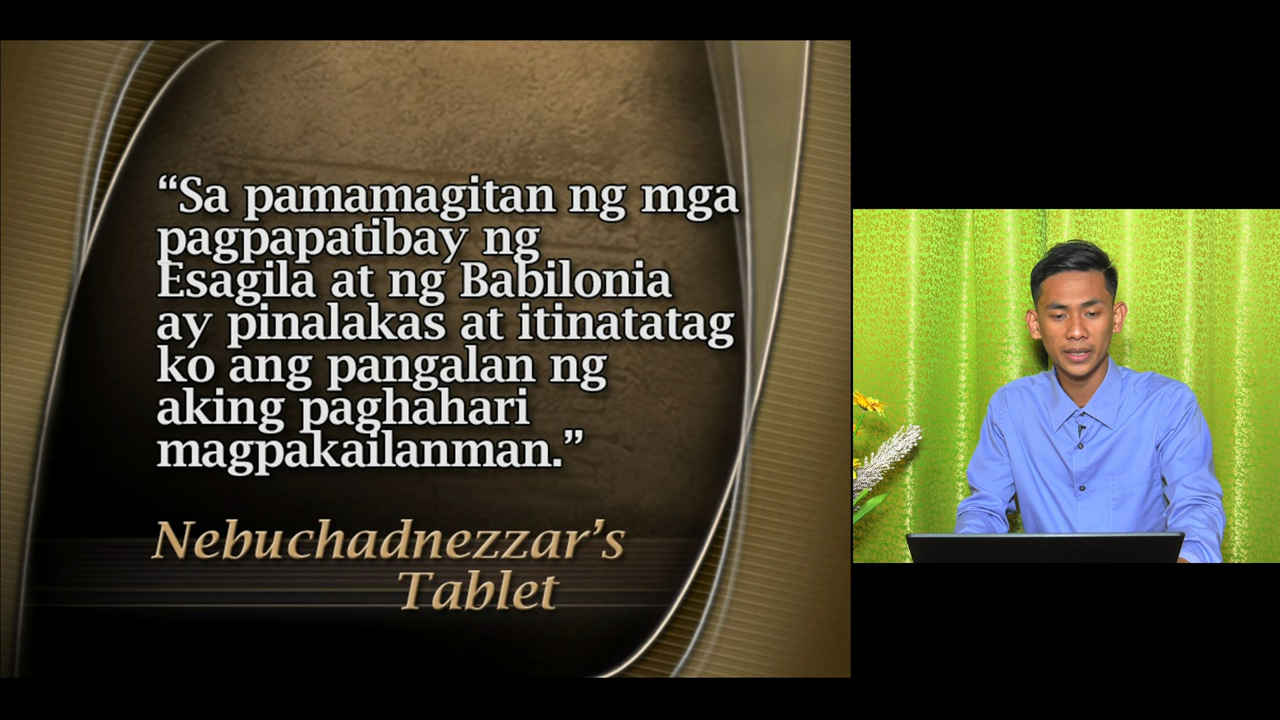 “Sa pamamagitan ng mga
pagpapatibay ng
Esagila at ng Babilonia
ay pinalakas at itinatatag
ko ang pangalan ng
aking paghahari
magpakailanman.”
Nebuchadnezzar’s
Tablet